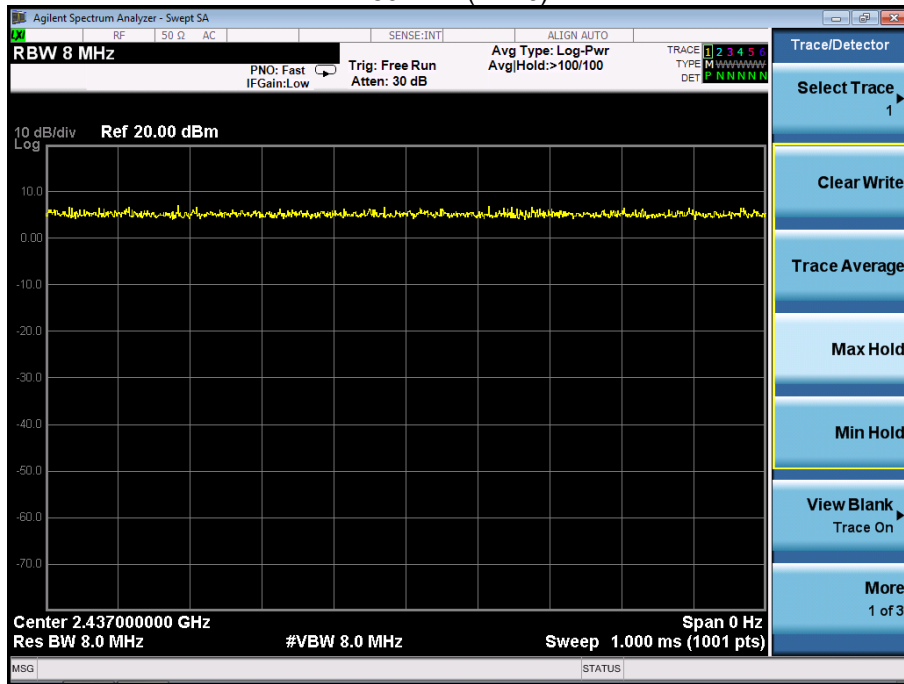 Agilent Spectrum Analyzer - Swept SA
LXI RF 50 Ω AC SENSE:INT ALIGN AUTO
RBW 8 MHz
PNO: Fast
IFGain:Low
Trig: Free Run
Atten: 30 dB
Avg Type: Log-Pwr
Avg|Hold:>100/100
TRACE 1 2 3 4 5 6
TYPE M WWWWW
DET P N N N N N
Trace/Detector
Select Trace
1
10 dB/div Ref 20.00 dBm
Log
10.0
0.00
-10.0
-20.0
-30.0
-40.0
-50.0
-60.0
-70.0
Clear Write
Trace Average
Max Hold
Min Hold
View Blank
Trace On
More
1 of 3
Center 2.437000000 GHz Span 0 Hz
Res BW 8.0 MHz #VBW 8.0 MHz Sweep 1.000 ms (1001 pts)
MSG STATUS